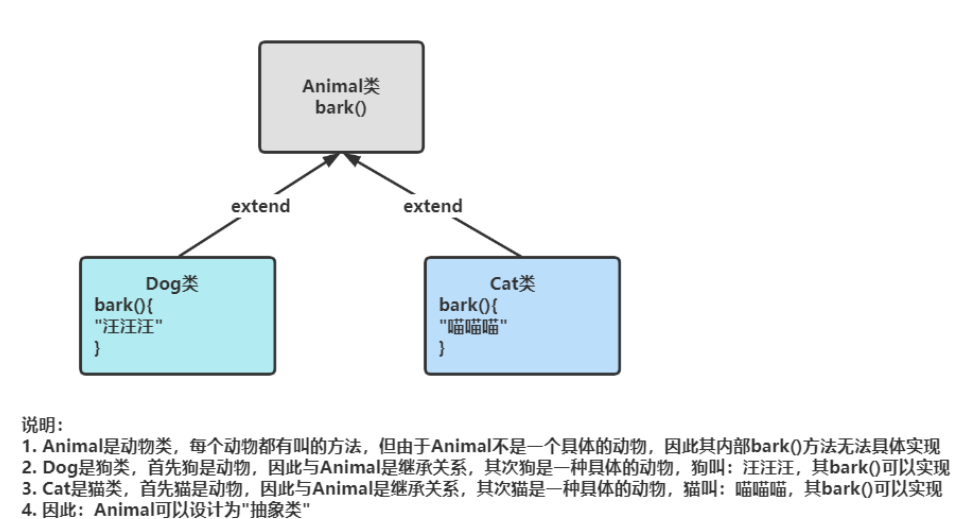 Animal类
bark()
extend
extend
Dog类
bark(){
"汪汪汪"
}
Cat类
bark(){
"喵喵喵"
}
说明：
1. Animal是动物类，每个动物都有叫的方法，但由于Animal不是一个具体的动物，因此其内部bark()方法无法具体实现
2. Dog是狗类，首先狗是动物，因此与Animal是继承关系，其次狗是一种具体的动物，狗叫：汪汪汪，其bark()可以实现
3. Cat是猫类，首先猫是动物，因此与Animal是继承关系，其次猫是一种具体的动物，猫叫：喵喵喵，其bark()可以实现
4. 因此：Animal可以设计为"抽象类"